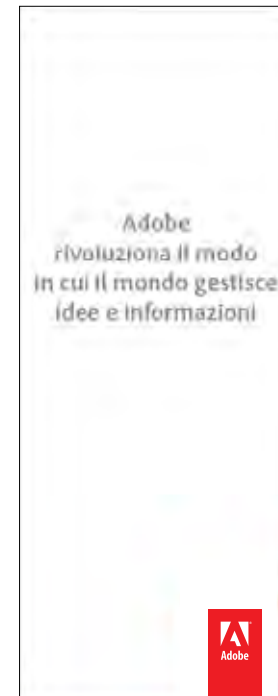 Adobe
rivoluziona il modo
in cui il mondo gestisce
idee e informazioni
Adobe